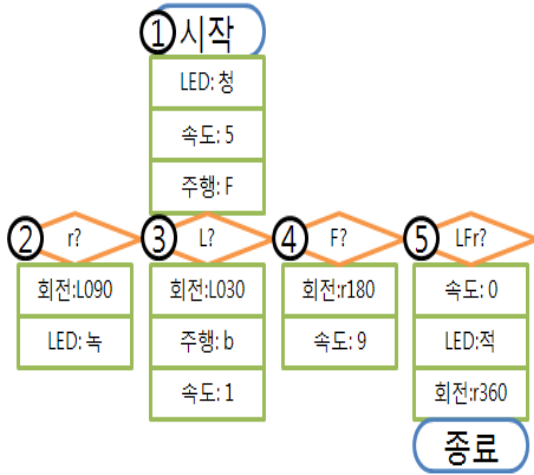 ① 시작
LED: 청
속도: 5
주행: F
② r?
③ L?
④ F?
⑤ LFr?
회전:L090
LED: 녹
회전:L030
주행: b
속도: 1
회전:r180
속도: 9
속도: 0
LED:적
회전:r360
종료